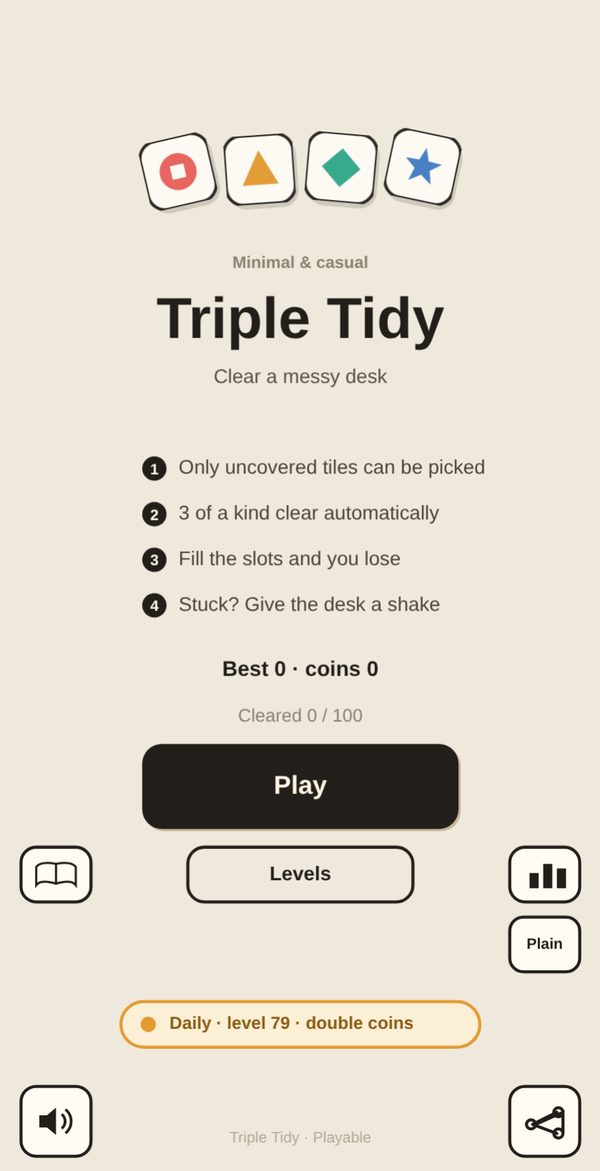 Minimal & casual
Triple Tidy
Clear a messy desk
1 Only uncovered tiles can be picked
2 3 of a kind clear automatically
3 Fill the slots and you lose
4 Stuck? Give the desk a shake
Best 0 · coins 0
Cleared 0 / 100
Play
Levels
Plain
Daily · level 79 · double coins
Triple Tidy · Playable